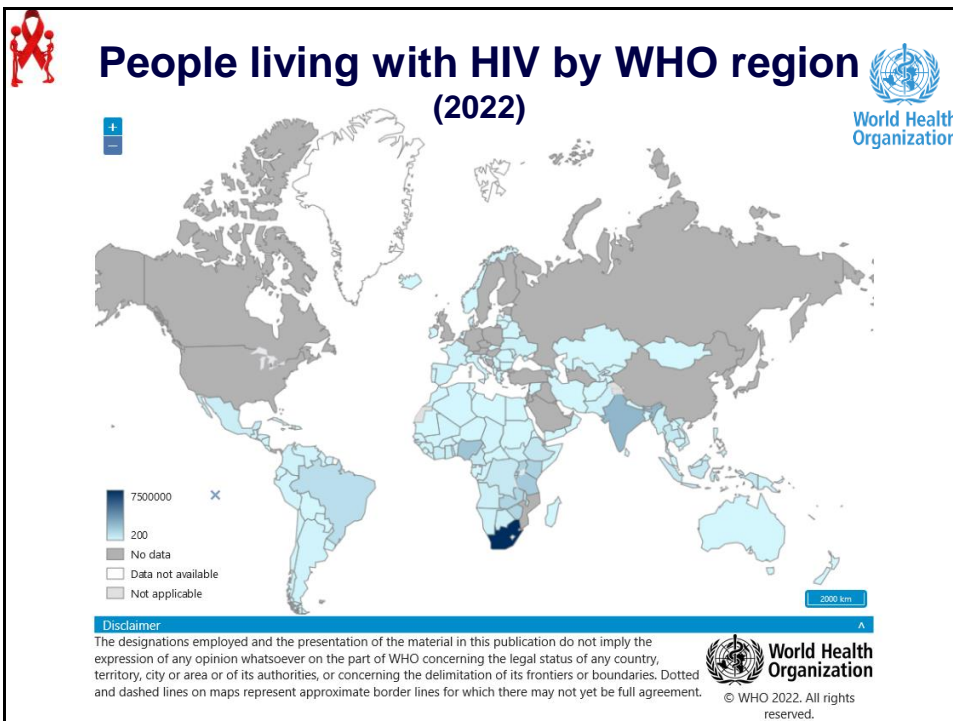 People living with HIV by WHO region
(2022)
World Health
Organization
+
−
7500000
200
No data
Data not available
Not applicable
2000 km
Disclaimer
The designations employed and the presentation of the material in this publication do not imply the
expression of any opinion whatsoever on the part of WHO concerning the legal status of any country,
territory, city or area or of its authorities, or concerning the delimitation of its frontiers or boundaries. Dotted
and dashed lines on maps represent approximate border lines for which there may not yet be full agreement.
World Health
Organization
© WHO 2022. All rights
reserved.